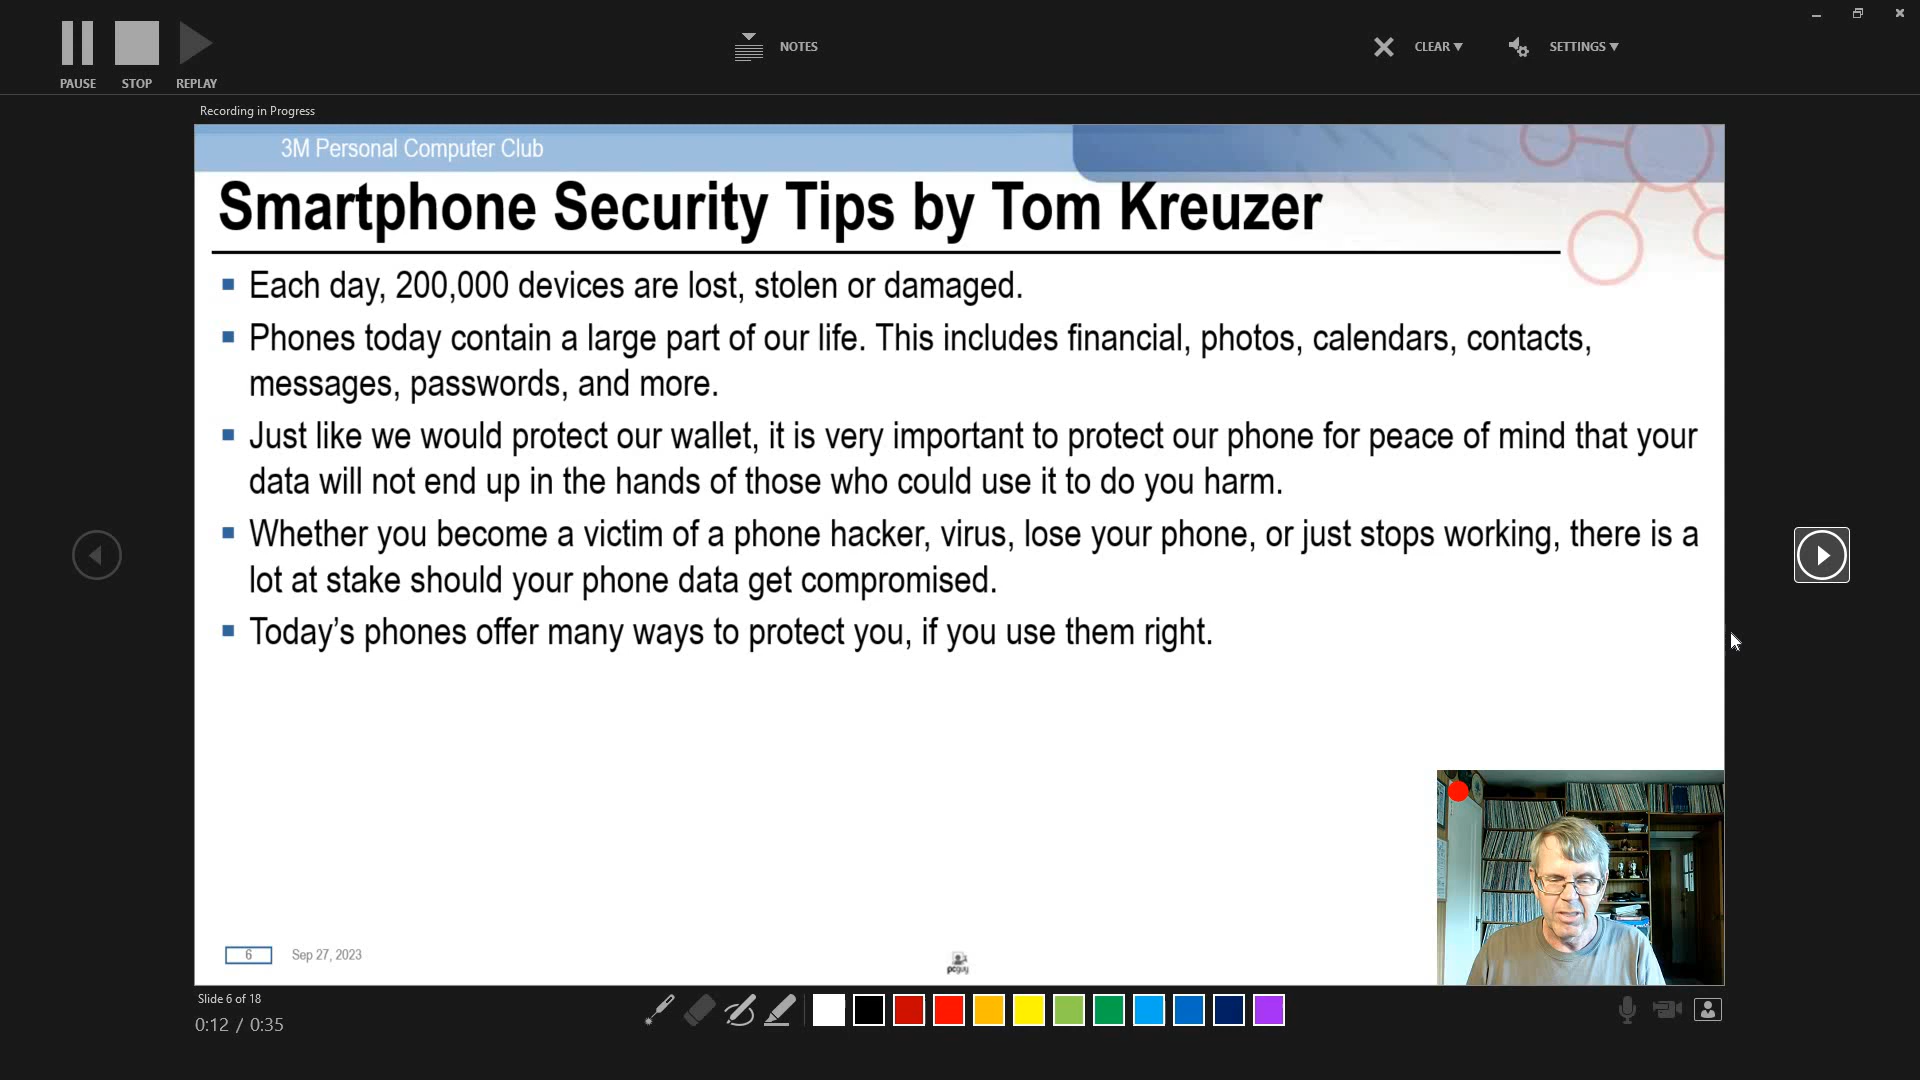 PAUSE
STOP
REPLAY
NOTES
CLEAR
SETTINGS
Recording in Progress
3M Personal Computer Club
Smartphone Security Tips by Tom Kreuzer
Each day, 200,000 devices are lost, stolen or damaged.
Phones today contain a large part of our life. This includes financial, photos, calendars, contacts,
messages, passwords, and more.
Just like we would protect our wallet, it is very important to protect our phone for peace of mind that your
data will not end up in the hands of those who could use it to do you harm.
Whether you become a victim of a phone hacker, virus, lose your phone, or just stops working, there is a
lot at stake should your phone data get compromised.
Today’s phones offer many ways to protect you, if you use them right.
6
Sep 27, 2023
pcguy
Slide 6 of 18
0:12 / 0:35